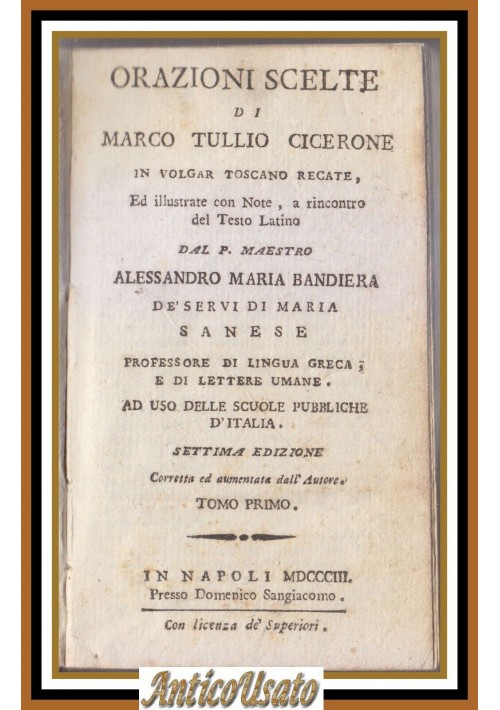 ORAZIONI SCELTE
DI
MARCO TULLIO CICERONE
IN VOLGAR TOSCANO RECATE,
Ed illustrate con Note, a rincontro
del Testo Latino
DAL P. MAESTRO
ALESSANDRO MARIA BANDIERA
DE' SERVI DI MARIA
SANESE
PROFESSORE DI LINGUA GRECA,
E DI LETTERE UMANE.
AD USO DELLE SCUOLE PUBBLICHE
D'ITALIA.
SETTIMA EDIZIONE
Corretta ed aumentata dall' Autore.
TOMO PRIMO.
IN NAPOLI MDCCCIII.
Presso Domenico Sangiacomo.
Con licenza de' Superiori.
AnticoUsato